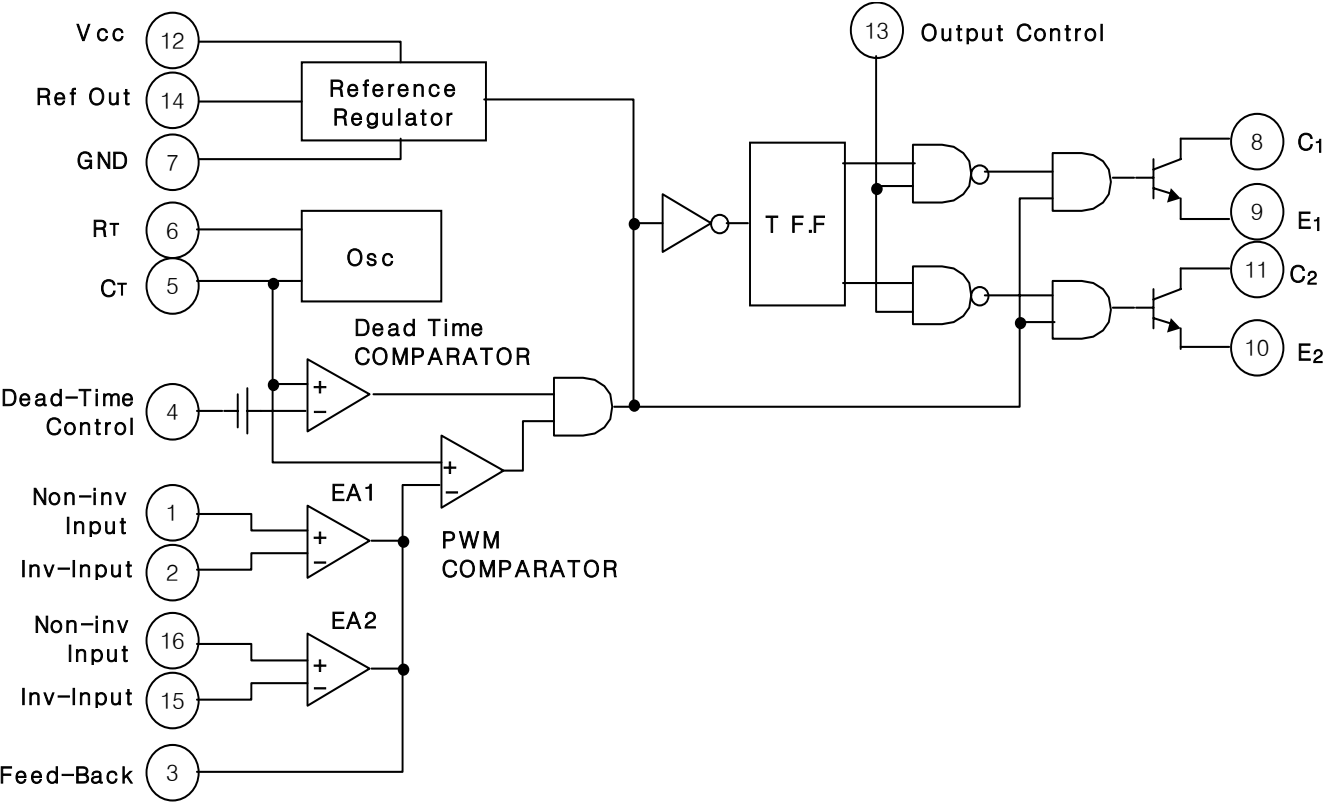 Vcc
12
Ref Out
14
GND
7
Reference
Regulator
RT
6
CT
5
Osc
Dead Time
COMPARATOR
Dead-Time
Control
4
+
−
Non-inv
Input
1
Inv-Input
2
EA1
+
−
+
−
PWM
COMPARATOR
Non-inv
Input
16
Inv-Input
15
EA2
+
−
Feed-Back
3
13
Output Control
T F.F
8
C1
9
E1
11
C2
10
E2